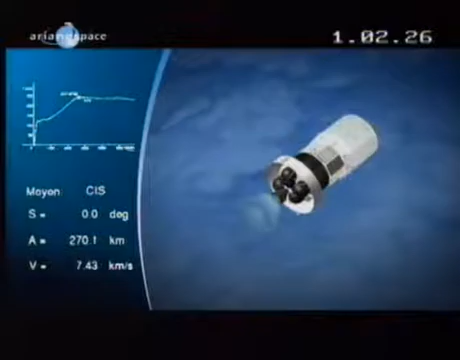 arianespace
1.02.26
Moyen: CIS
S = 0.0 deg
A = 270.1 km
V = 7.43 km/s